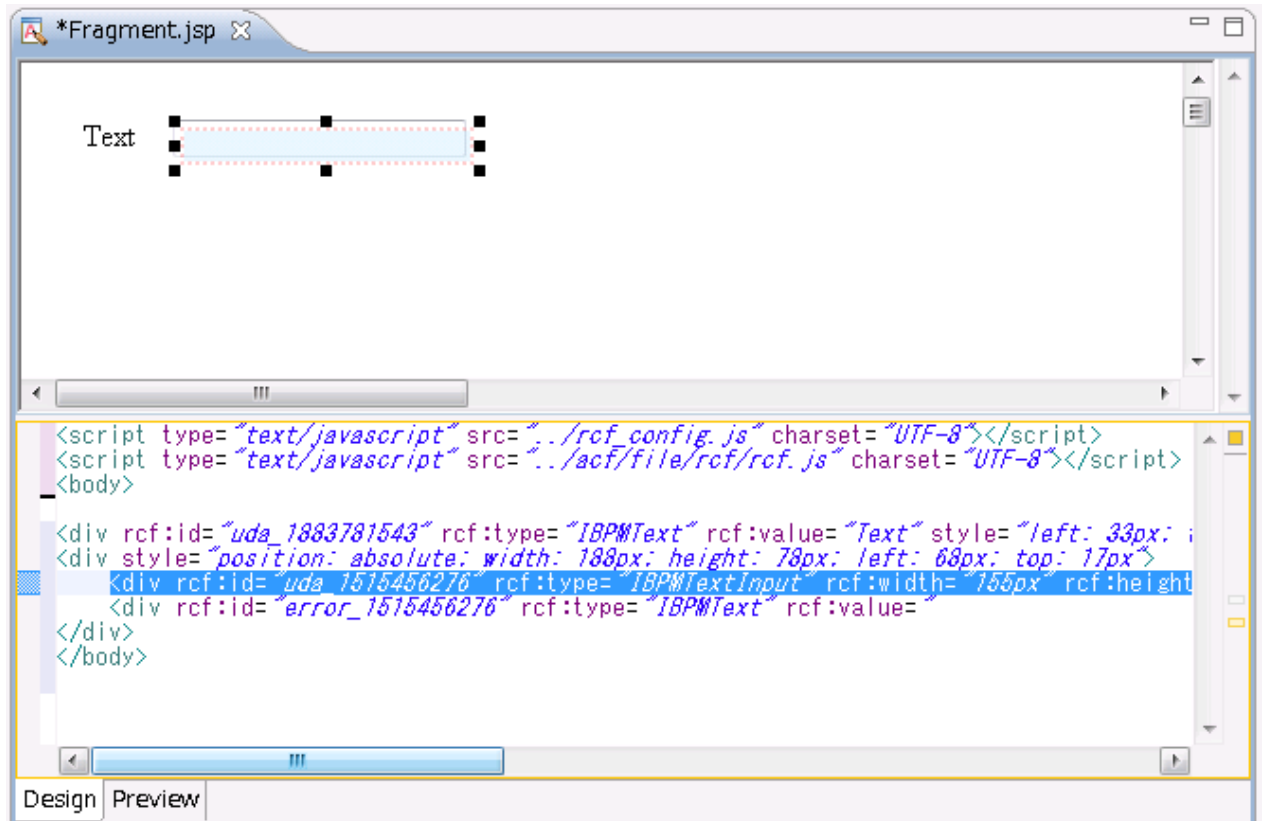 *Fragment.jsp
Text
<script type="text/javascript" src="../rcf_config.js" charset="UTF-8"></script>
<script type="text/javascript" src="../acf/file/rcf/rcf.js" charset="UTF-8"></script>
<body>
<div rcf:id="uda_1883781543" rcf:type="IBPMText" rcf:value="Text" style="left: 33px;
<div style="position: absolute; width: 188px; height: 78px; left: 68px; top: 17px">
<div rcf:id="uda_1515456276" rcf:type="IBPMTextInput" rcf:width="155px" rcf:height
<div rcf:id="error_1515456276" rcf:type="IBPMText" rcf:value="
</div>
</body>
Design Preview